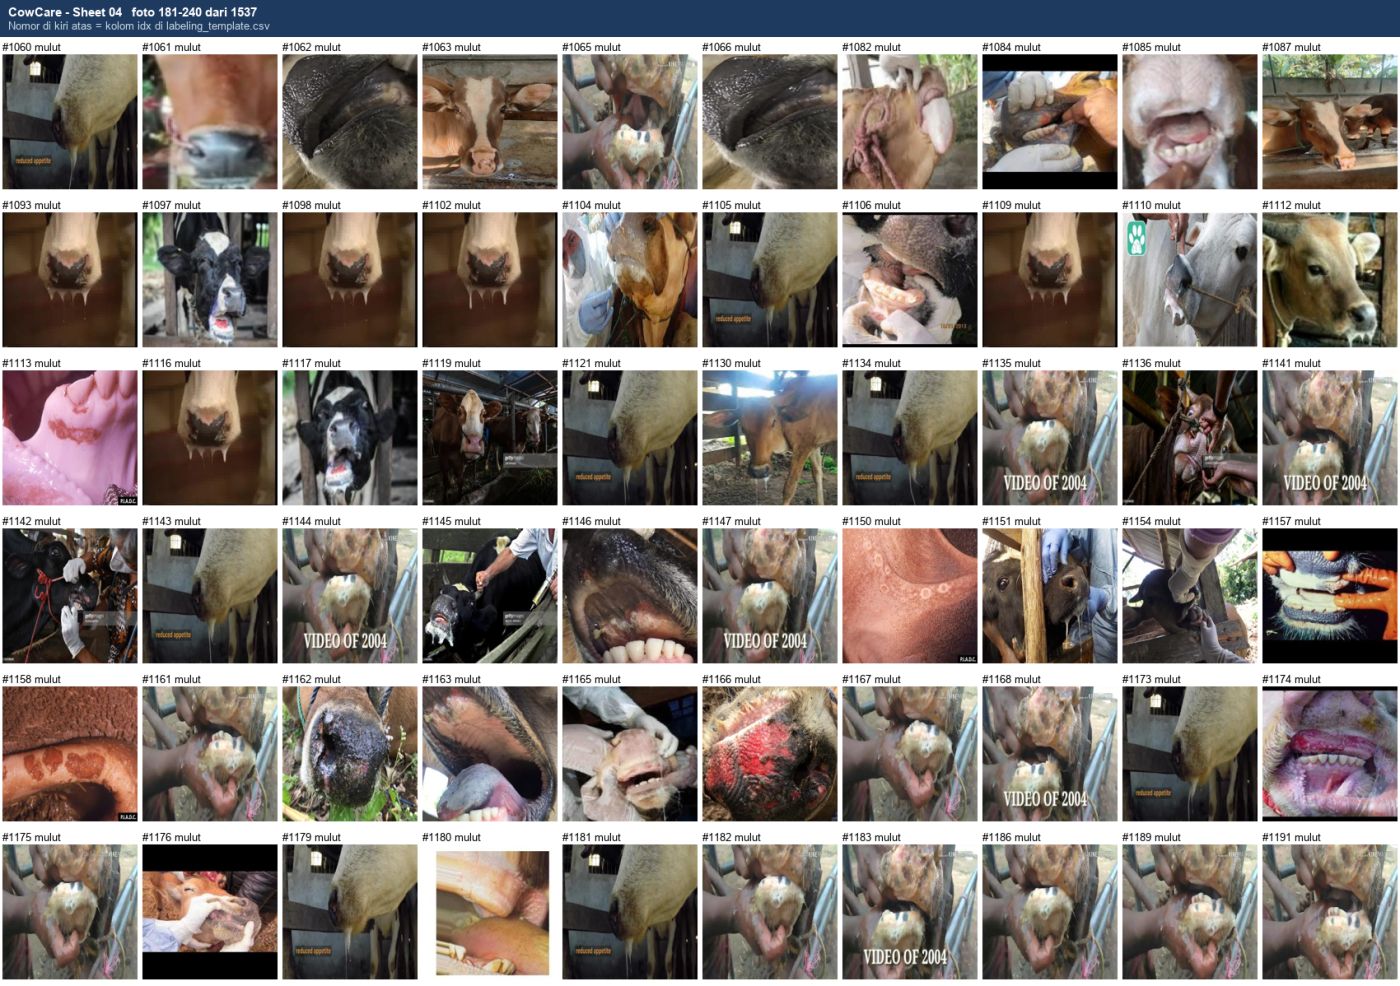 CowCare - Sheet 04 foto 181-240 dari 1537
Nomor di kiri atas = kolom idx di labeling_template.csv
#1060 mulut #1061 mulut #1062 mulut #1063 mulut #1065 mulut #1066 mulut #1082 mulut #1084 mulut #1085 mulut #1087 mulut
reduced appetite
#1093 mulut #1097 mulut #1098 mulut #1102 mulut #1104 mulut #1105 mulut #1106 mulut #1109 mulut #1110 mulut #1112 mulut
reduced appetite
#1113 mulut #1116 mulut #1117 mulut #1119 mulut #1121 mulut #1130 mulut #1134 mulut #1135 mulut #1136 mulut #1141 mulut
gettyimages
reduced appetite
reduced appetite
VIDEO OF 2004
gettyimages
VIDEO OF 2004
P.I.A.D.C.
#1142 mulut #1143 mulut #1144 mulut #1145 mulut #1146 mulut #1147 mulut #1150 mulut #1151 mulut #1154 mulut #1157 mulut
gettyimages
reduced appetite
VIDEO OF 2004
gettyimages
VIDEO OF 2004
P.I.A.D.C.
#1158 mulut #1161 mulut #1162 mulut #1163 mulut #1165 mulut #1166 mulut #1167 mulut #1168 mulut #1173 mulut #1174 mulut
VIDEO OF 2004
reduced appetite
P.I.A.D.C.
#1175 mulut #1176 mulut #1179 mulut #1180 mulut #1181 mulut #1182 mulut #1183 mulut #1186 mulut #1189 mulut #1191 mulut
reduced appetite
reduced appetite
VIDEO OF 2004